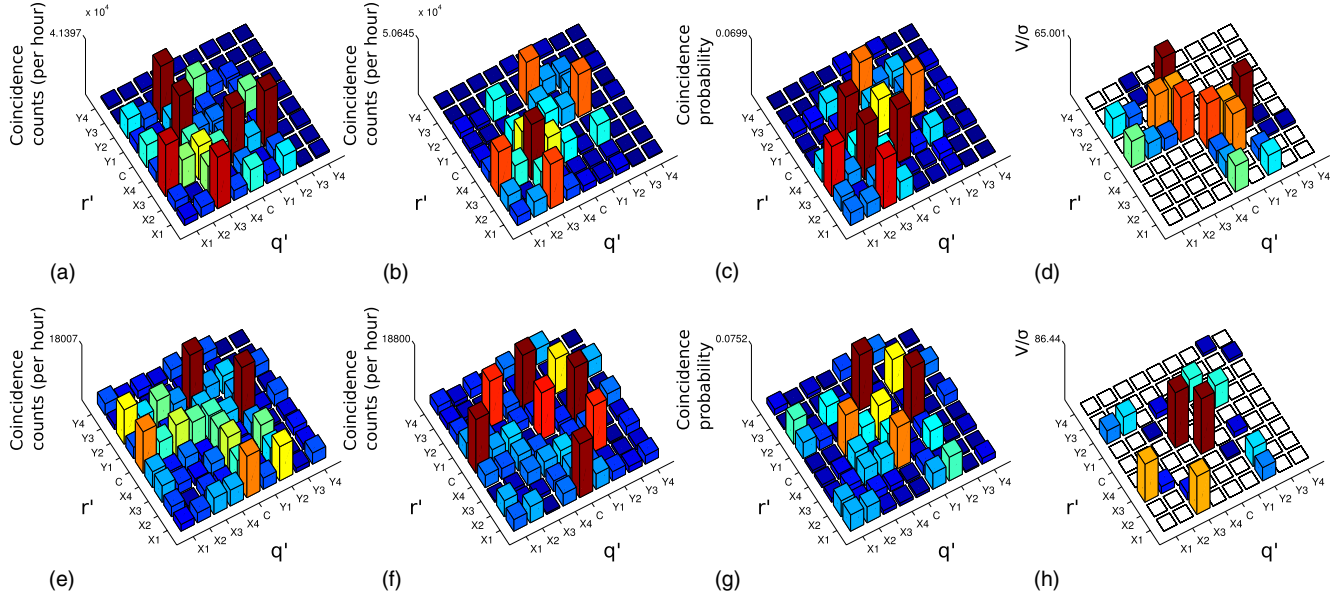 x 10⁴
4.1397
Coincidence
counts (per hour)
Y4
Y3
Y2
Y1
C
X4
X3
X2
X1
r'
X1
X2
X3
X4
C
Y1
Y2
Y3
Y4
q'
(a)
x 10⁴
5.0645
Coincidence
counts (per hour)
Y4
Y3
Y2
Y1
C
X4
X3
X2
X1
r'
X1
X2
X3
X4
C
Y1
Y2
Y3
Y4
q'
(b)
0.0699
Coincidence
probability
Y4
Y3
Y2
Y1
C
X4
X3
X2
X1
r'
X1
X2
X3
X4
C
Y1
Y2
Y3
Y4
q'
(c)
65.001
V/σ
Y4
Y3
Y2
Y1
C
X4
X3
X2
X1
r'
X1
X2
X3
X4
C
Y1
Y2
Y3
Y4
q'
(d)
18007
Coincidence
counts (per hour)
Y4
Y3
Y2
Y1
C
X4
X3
X2
X1
r'
X1
X2
X3
X4
C
Y1
Y2
Y3
Y4
q'
(e)
18800
Coincidence
counts (per hour)
Y4
Y3
Y2
Y1
C
X4
X3
X2
X1
r'
X1
X2
X3
X4
C
Y1
Y2
Y3
Y4
q'
(f)
0.0752
Coincidence
probability
Y4
Y3
Y2
Y1
C
X4
X3
X2
X1
r'
X1
X2
X3
X4
C
Y1
Y2
Y3
Y4
q'
(g)
86.44
V/σ
Y4
Y3
Y2
Y1
C
X4
X3
X2
X1
r'
X1
X2
X3
X4
C
Y1
Y2
Y3
Y4
q'
(h)